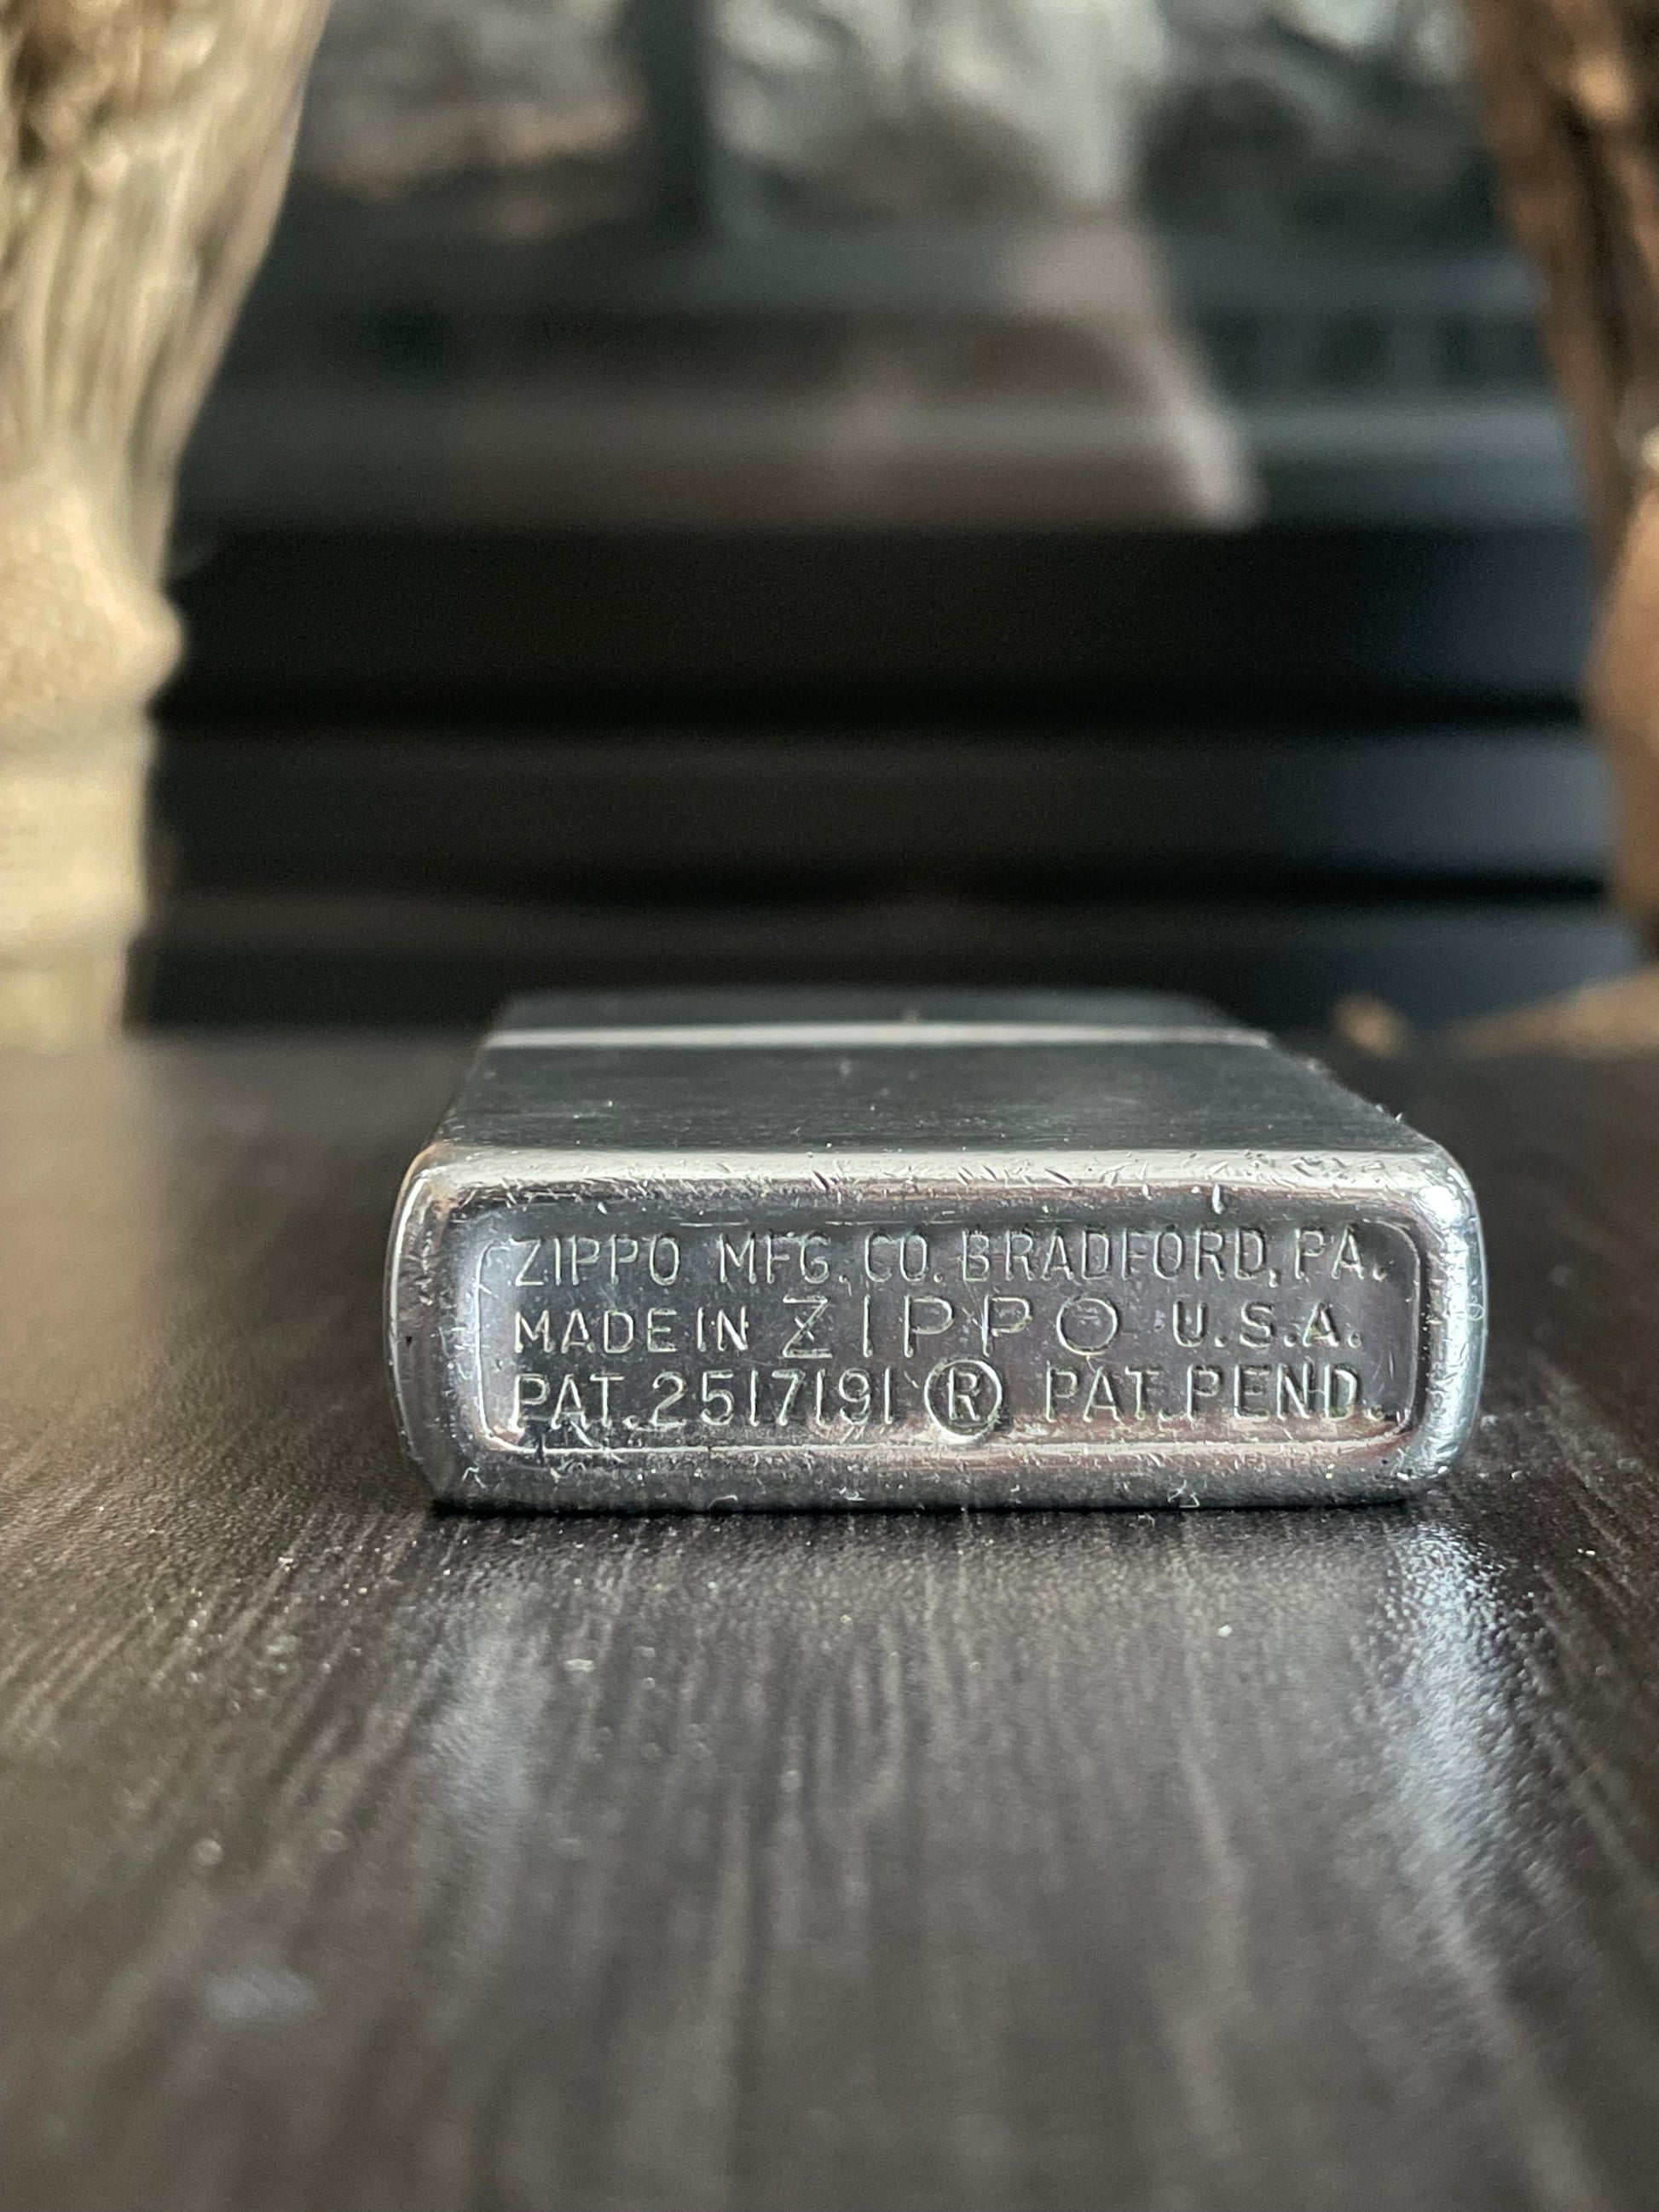 ZIPPO MFG. CO. BRADFORD, PA.
MADE IN ZIPPO U.S.A.
PAT. 2517191 ® PAT. PEND.